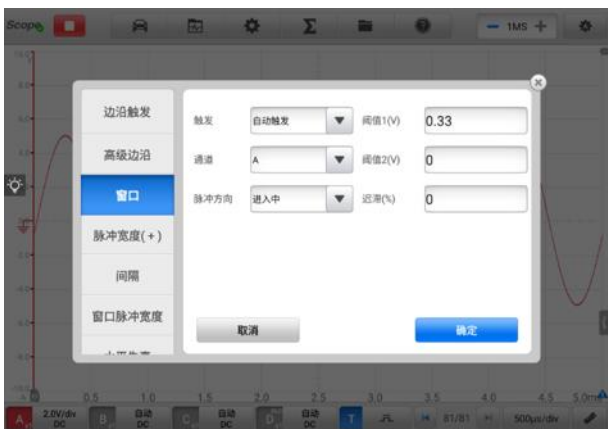 Scope
1MS
边沿触发
高级边沿
窗口
脉冲宽度(+)
间隔
窗口脉冲宽度
触发 自动触发 阈值1(V) 0.33
通道 A 阈值2(V) 0
脉冲方向 进入中 迟滞(%) 0
取消 确定
0.5 1.0 1.5 2.0 2.5 3.0 3.5 4.0 4.5 5.0m
A 2.0V/div DC B 自动 DC C 自动 DC D 自动 DC T 81/81 500μs/div